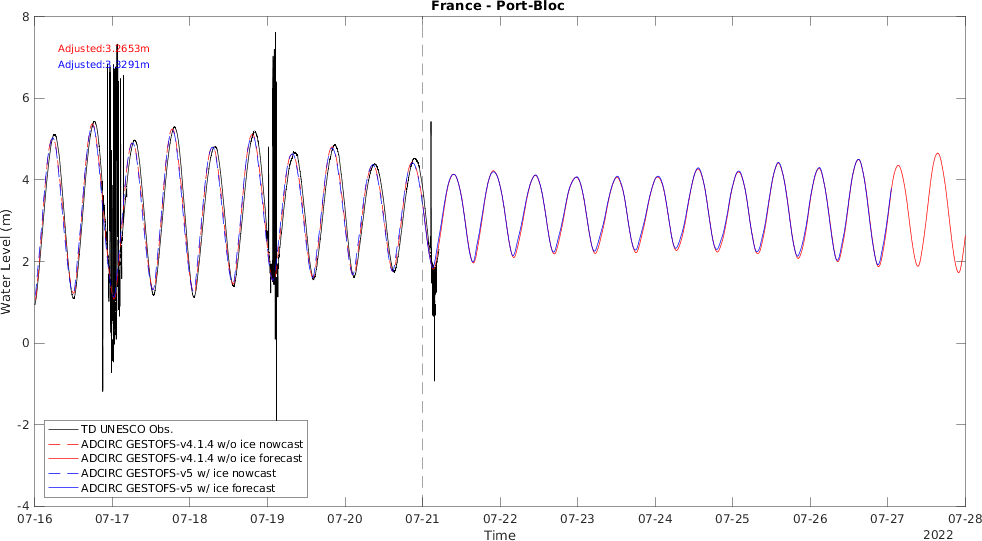 France - Port-Bloc
Adjusted:3.2653m
Adjusted:3.3291m
Water Level (m)
8
6
4
2
0
-2
-4
TD UNESCO Obs.
ADCIRC GESTOFS-v4.1.4 w/o ice nowcast
ADCIRC GESTOFS-v4.1.4 w/o ice forecast
ADCIRC GESTOFS-v5 w/ ice nowcast
ADCIRC GESTOFS-v5 w/ ice forecast
07-16 07-17 07-18 07-19 07-20 07-21 07-22 07-23 07-24 07-25 07-26 07-27 07-28
Time
2022